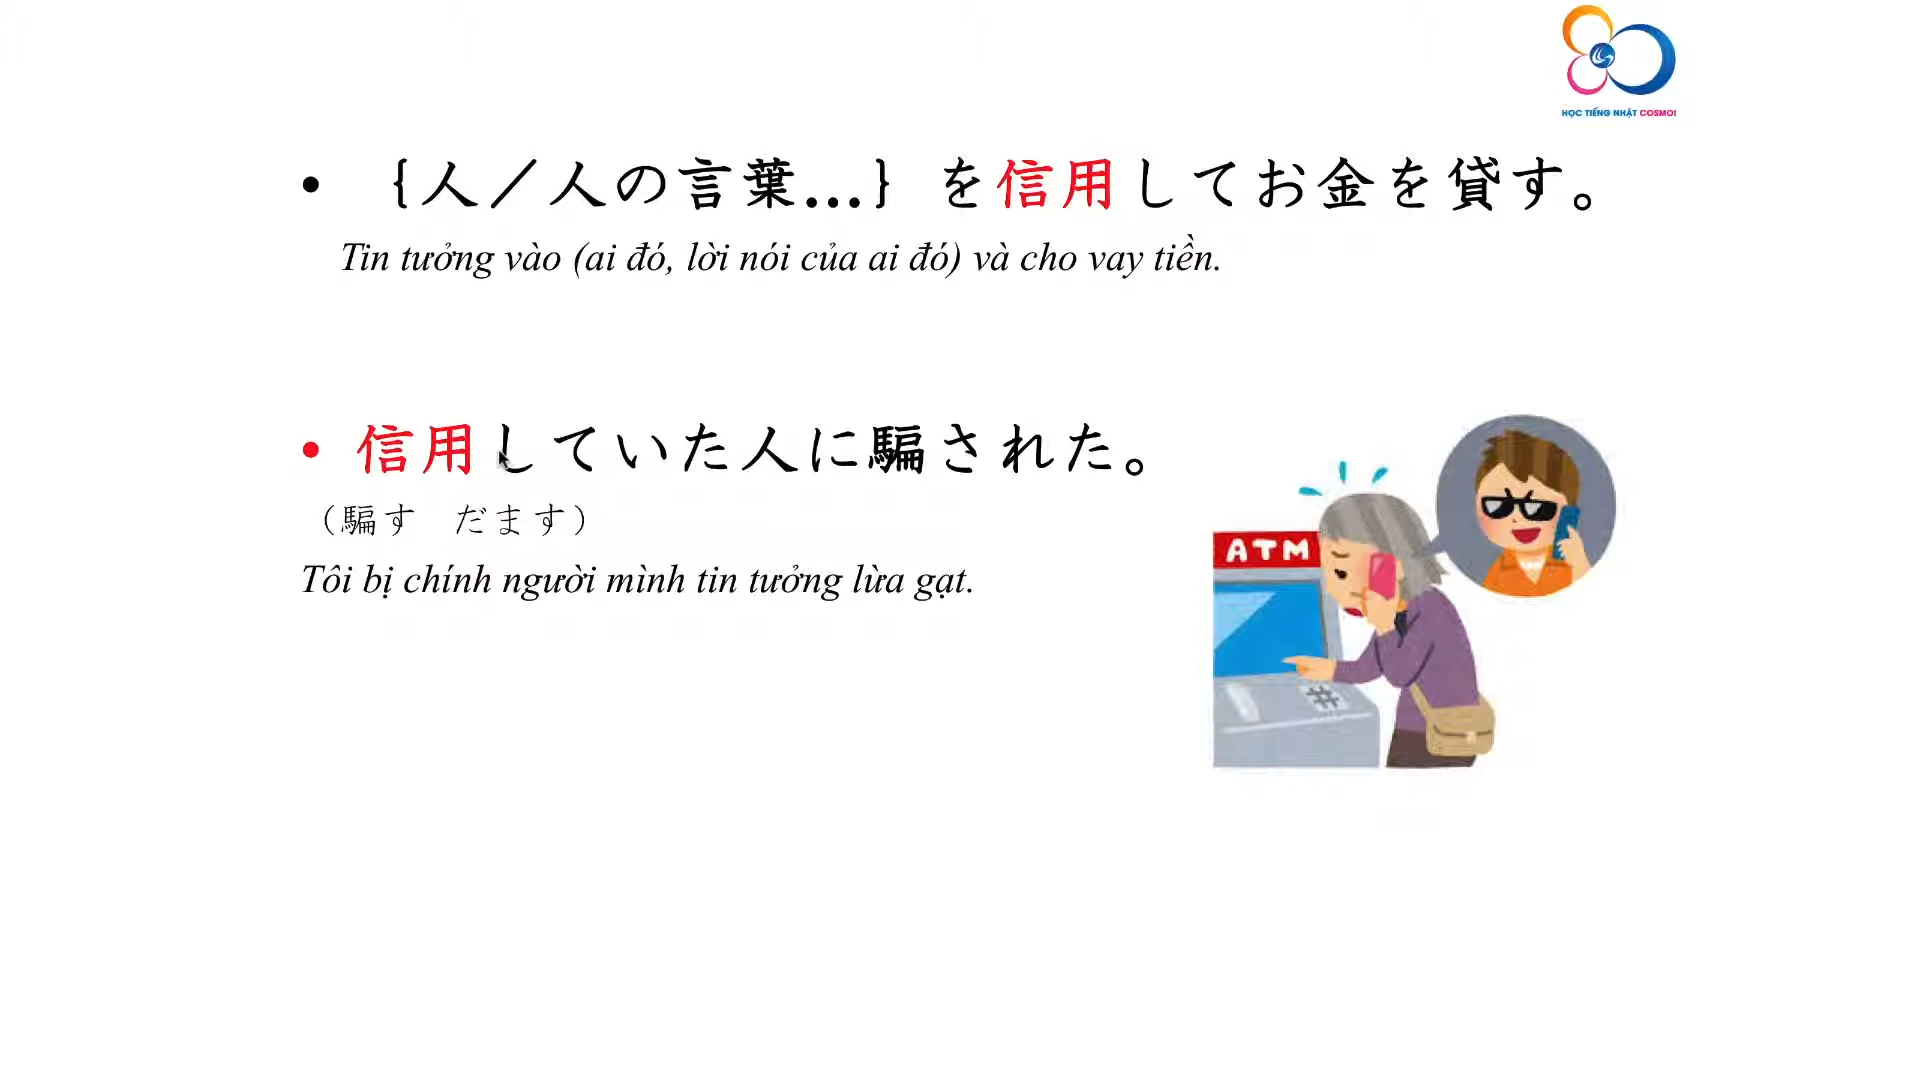 HỌC TIẾNG NHẬT COSMOS
• ｛人／人の言葉…｝を信用してお金を貸す。
Tin tưởng vào (ai đó, lời nói của ai đó) và cho vay tiền.
• 信用していた人に騙された。
（騙す　だます）
Tôi bị chính người mình tin tưởng lừa gạt.
ATM
#